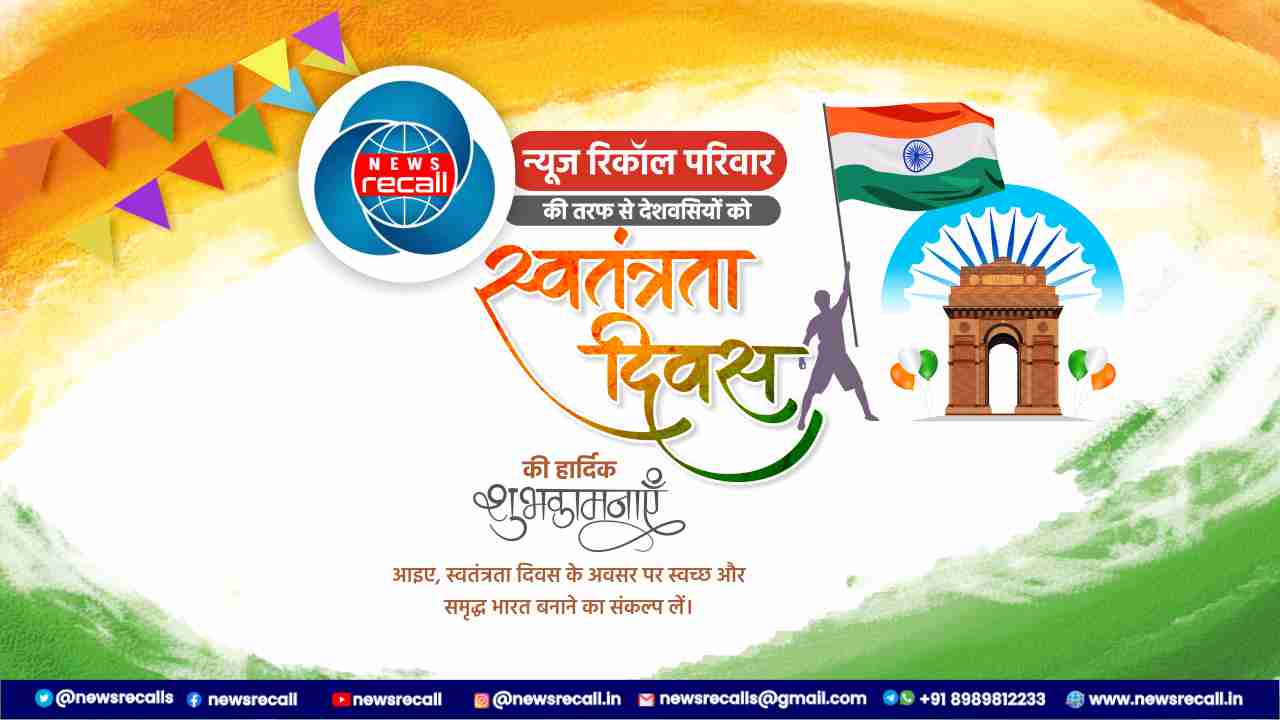 NEWS
recall
न्यूज रिकॉल परिवार
की तरफ से देशवसियों को
स्वतंत्रता
दिवस
की हार्दिक
शुभकामनाएँ
आइए, स्वतंत्रता दिवस के अवसर पर स्वच्छ और
समृद्ध भारत बनाने का संकल्प लें।
@newsrecalls newsrecall newsrecall @newsrecall.in newsrecalls@gmail.com +91 8989812233 www.newsrecall.in